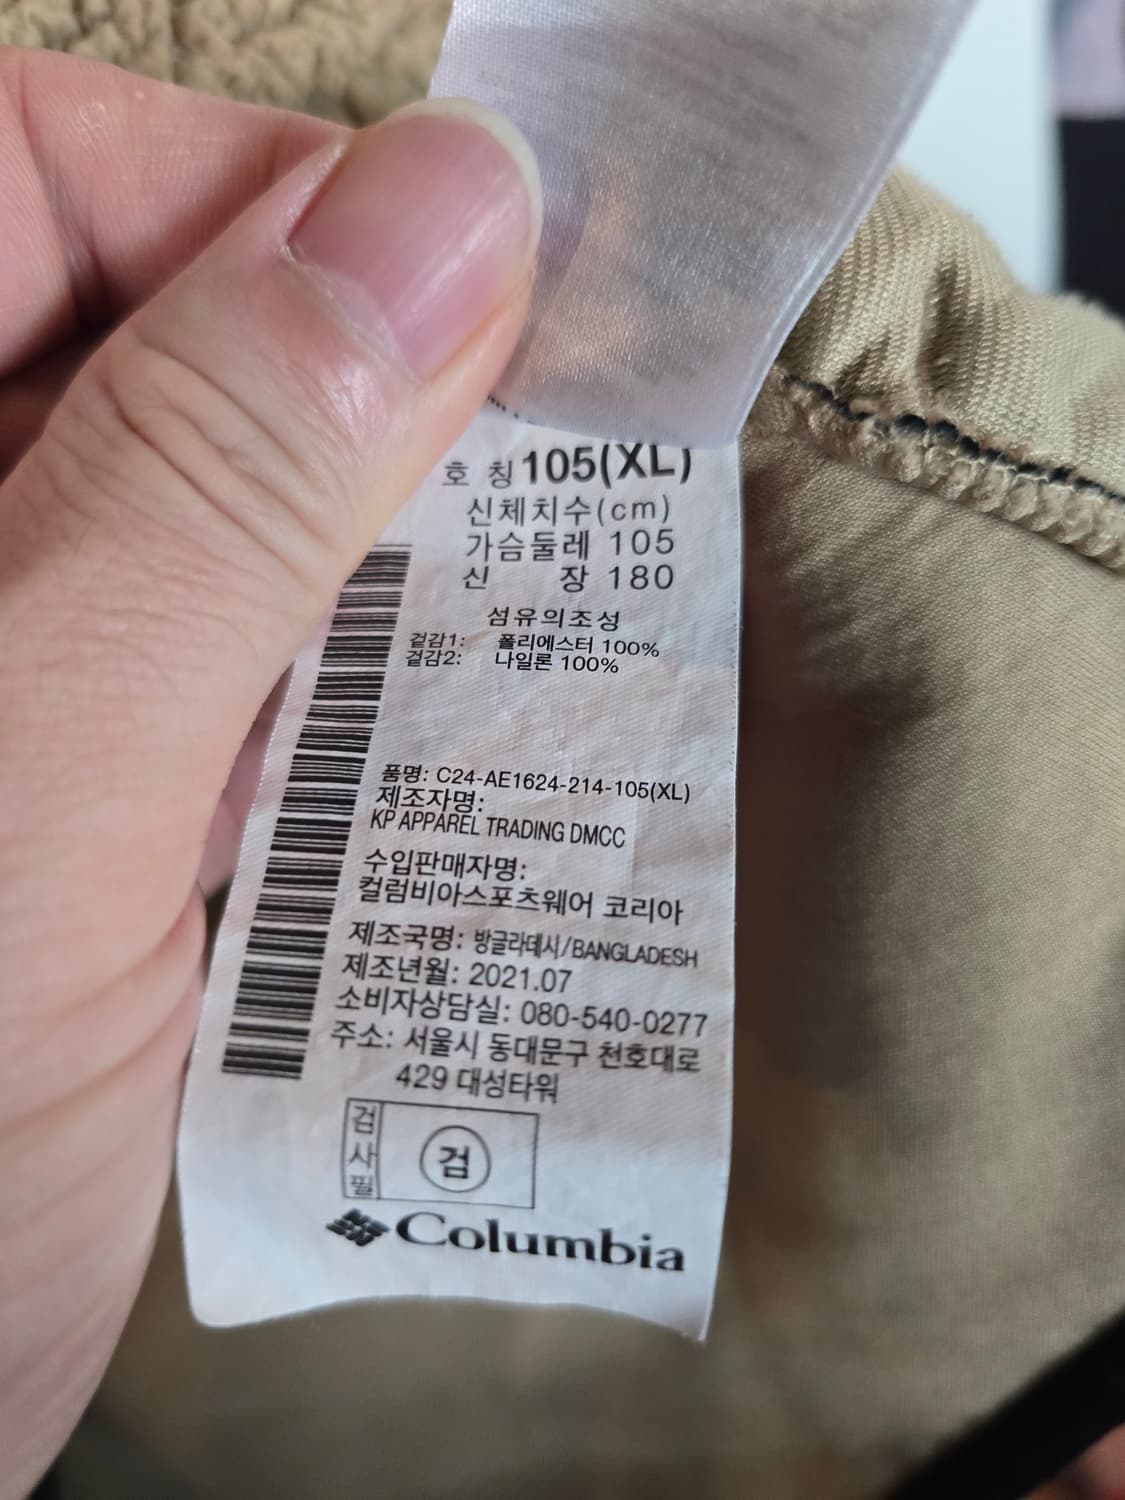 호 칭 105(XL)
신체치수(cm)
가슴둘레 105
신 장 180
섬유의조성
겉감1: 폴리에스터 100%
겉감2: 나일론 100%
품명: C24-AE1624-214-105(XL)
제조자명:
KP APPAREL TRADING DMCC
수입판매자명:
컬럼비아스포츠웨어 코리아
제조국명: 방글라데시/BANGLADESH
제조년월: 2021.07
소비자상담실: 080-540-0277
주소: 서울시 동대문구 천호대로
429 대성타워
검사필
검
Columbia